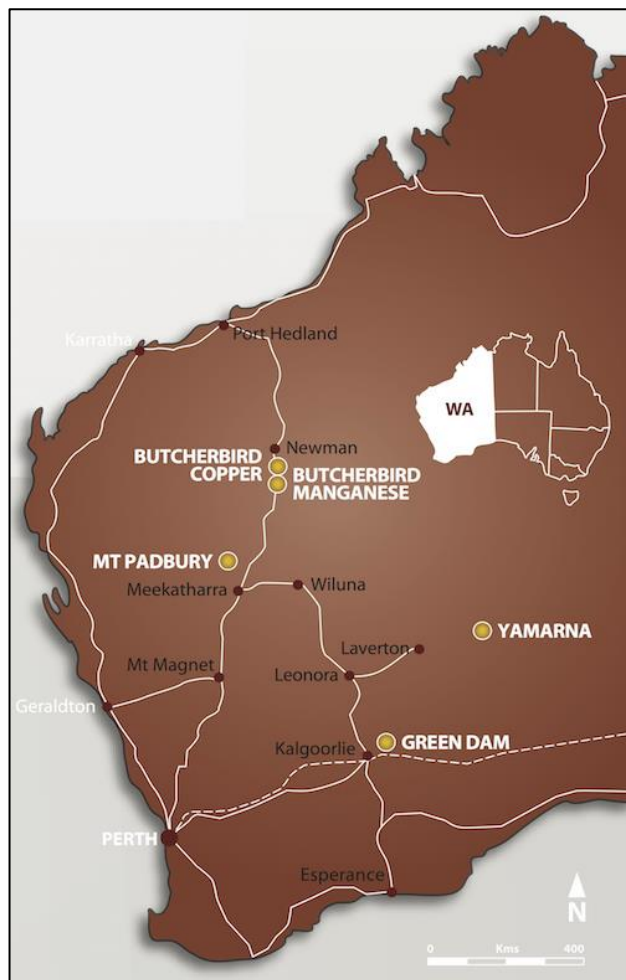 Karratha
Port Hedland
WA
Newman
BUTCHERBIRD
COPPER
BUTCHERBIRD
MANGANESE
MT PADBURY
Meekatharra
Wiluna
YAMARNA
Laverton
Mt Magnet
Leonora
Geraldton
GREEN DAM
Kalgoorlie
PERTH
Esperance
N
0 Kms 400